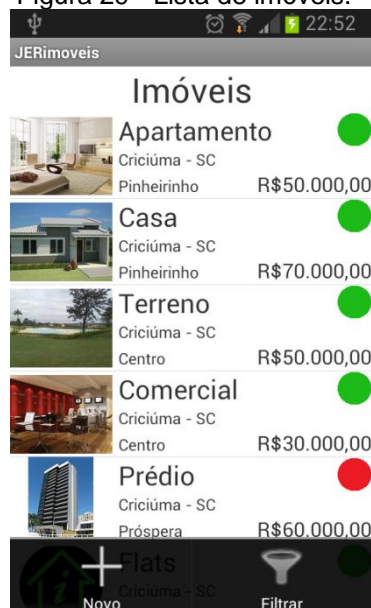 Figura 29 - Lista de imóveis.
22:52
JERimoveis
Imóveis
Apartamento
Criciúma - SC
Pinheirinho R$50.000,00
Casa
Criciúma - SC
Pinheirinho R$70.000,00
Terreno
Criciúma - SC
Centro R$50.000,00
Comercial
Criciúma - SC
Centro R$30.000,00
Prédio
Criciúma - SC
Próspera R$60.000,00
Flats
Criciúma - SC
Novo Filtrar